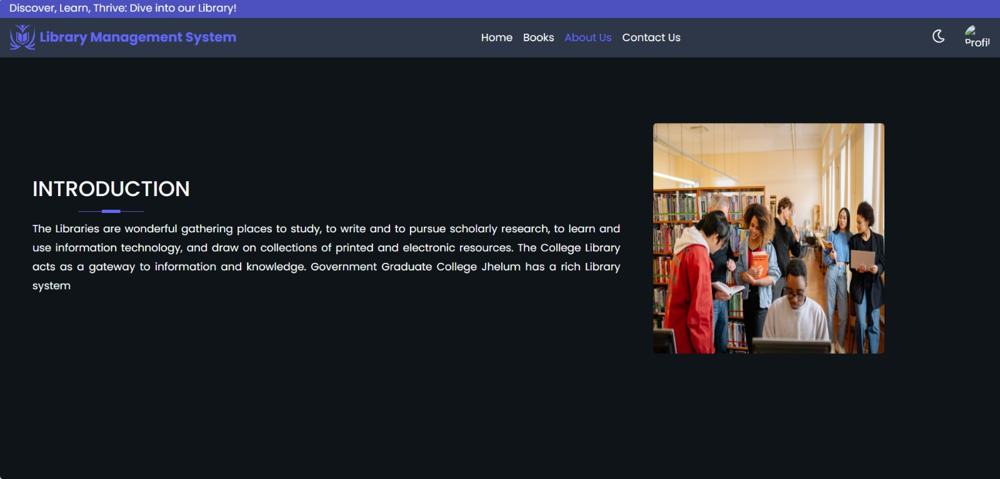 Discover, Learn, Thrive: Dive into our Library!
Library Management System
Home Books About Us Contact Us
INTRODUCTION
The Libraries are wonderful gathering places to study, to write and to pursue scholarly research, to learn and
use information technology, and draw on collections of printed and electronic resources. The College Library
acts as a gateway to information and knowledge. Government Graduate College Jhelum has a rich Library
system